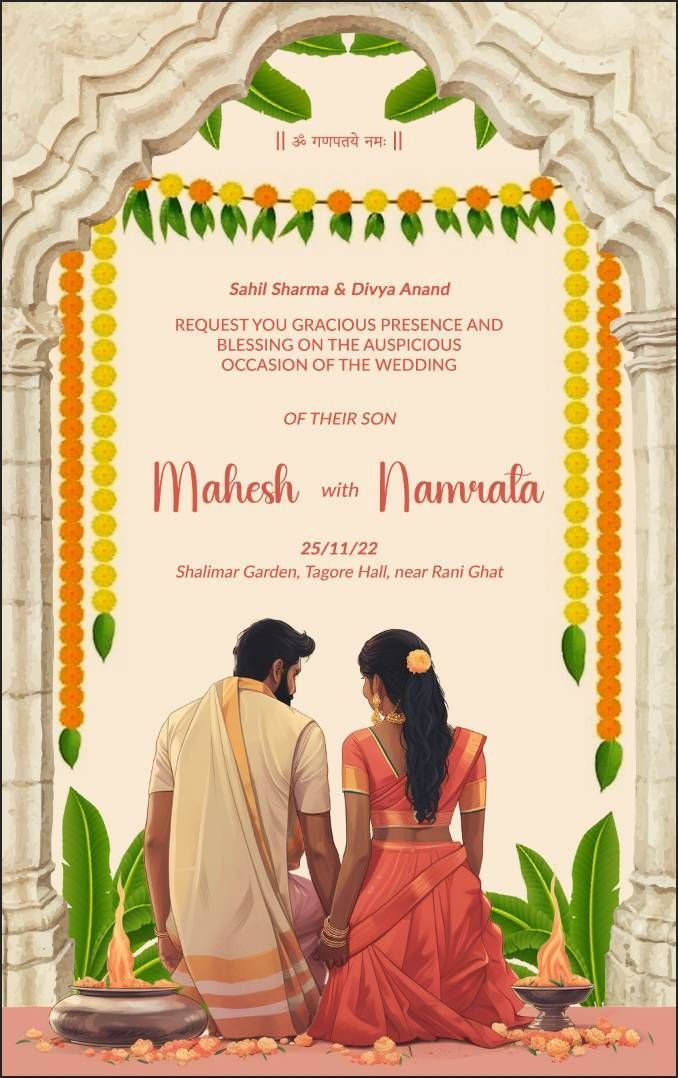 || ॐ गणपतये नमः ||
Sahil Sharma & Divya Anand
REQUEST YOU GRACIOUS PRESENCE AND
BLESSING ON THE AUSPICIOUS
OCCASION OF THE WEDDING
OF THEIR SON
Mahesh with Namrata
25/11/22
Shalimar Garden, Tagore Hall, near Rani Ghat